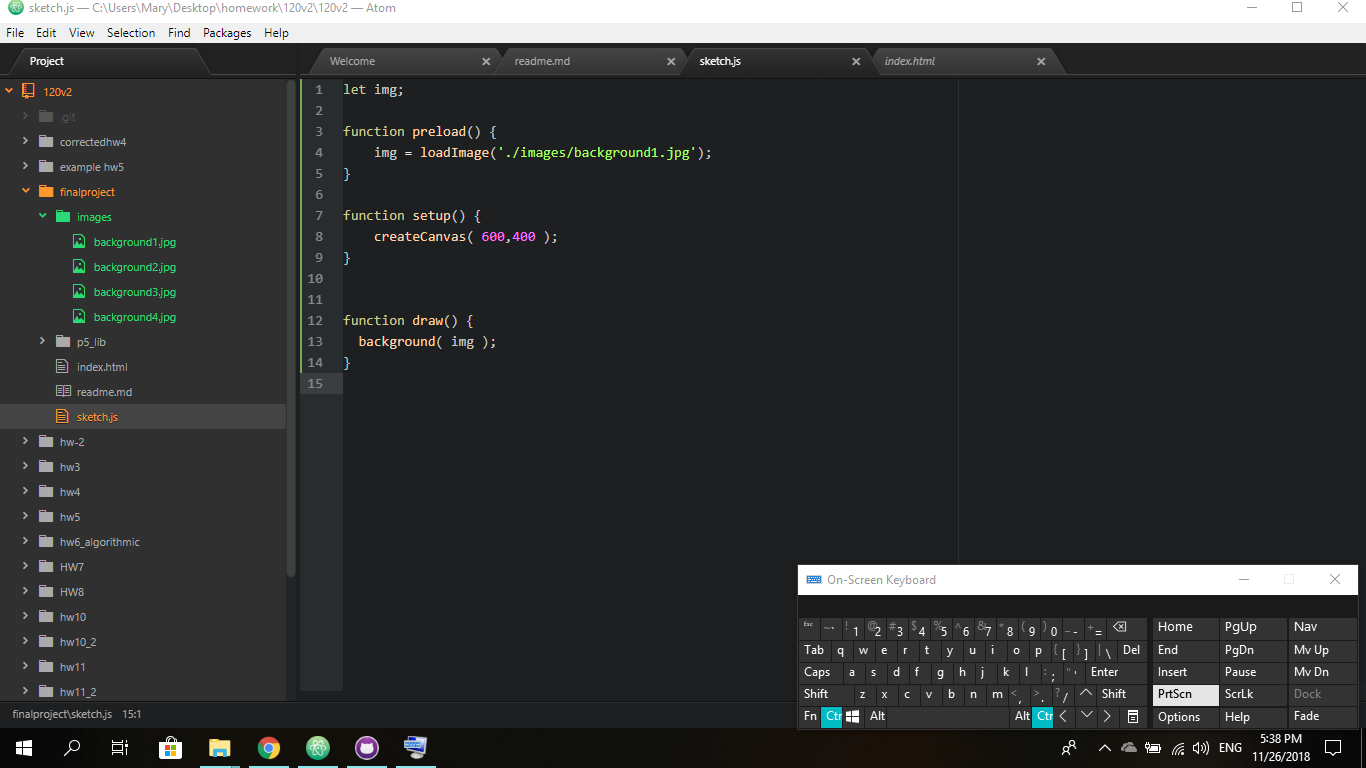 sketch.js — C:\Users\Mary\Desktop\homework\120v2\120v2 — Atom
File Edit View Selection Find Packages Help
Project
Welcome readme.md sketch.js index.html
120v2
.git
correctedhw4
example hw5
finalproject
images
background1.jpg
background2.jpg
background3.jpg
background4.jpg
p5_lib
index.html
readme.md
sketch.js
hw-2
hw3
hw4
hw5
hw6_algorithmic
HW7
HW8
hw10
hw10_2
hw11
hw11_2
1 let img;
2
3 function preload() {
4 img = loadImage('./images/background1.jpg');
5 }
6
7 function setup() {
8 createCanvas( 600,400 );
9 }
10
11
12 function draw() {
13 background( img );
14 }
15
On-Screen Keyboard
esc ~ ` ! 1 @ 2 # 3 $ 4 % 5 ^ 6 & 7 * 8 ( 9 ) 0 _ - + = Home PgUp Nav
Tab q w e r t y u i o p { [ } ] | \ Del End PgDn Mv Up
Caps a s d f g h j k l : ; " ' Enter Insert Pause Mv Dn
Shift z x c v b n m < , > . ? / Shift PrtScn ScrLk Dock
Fn Ctr Alt Alt Ctr Options Help Fade
finalproject\sketch.js 15:1
ENG
5:38 PM
11/26/2018